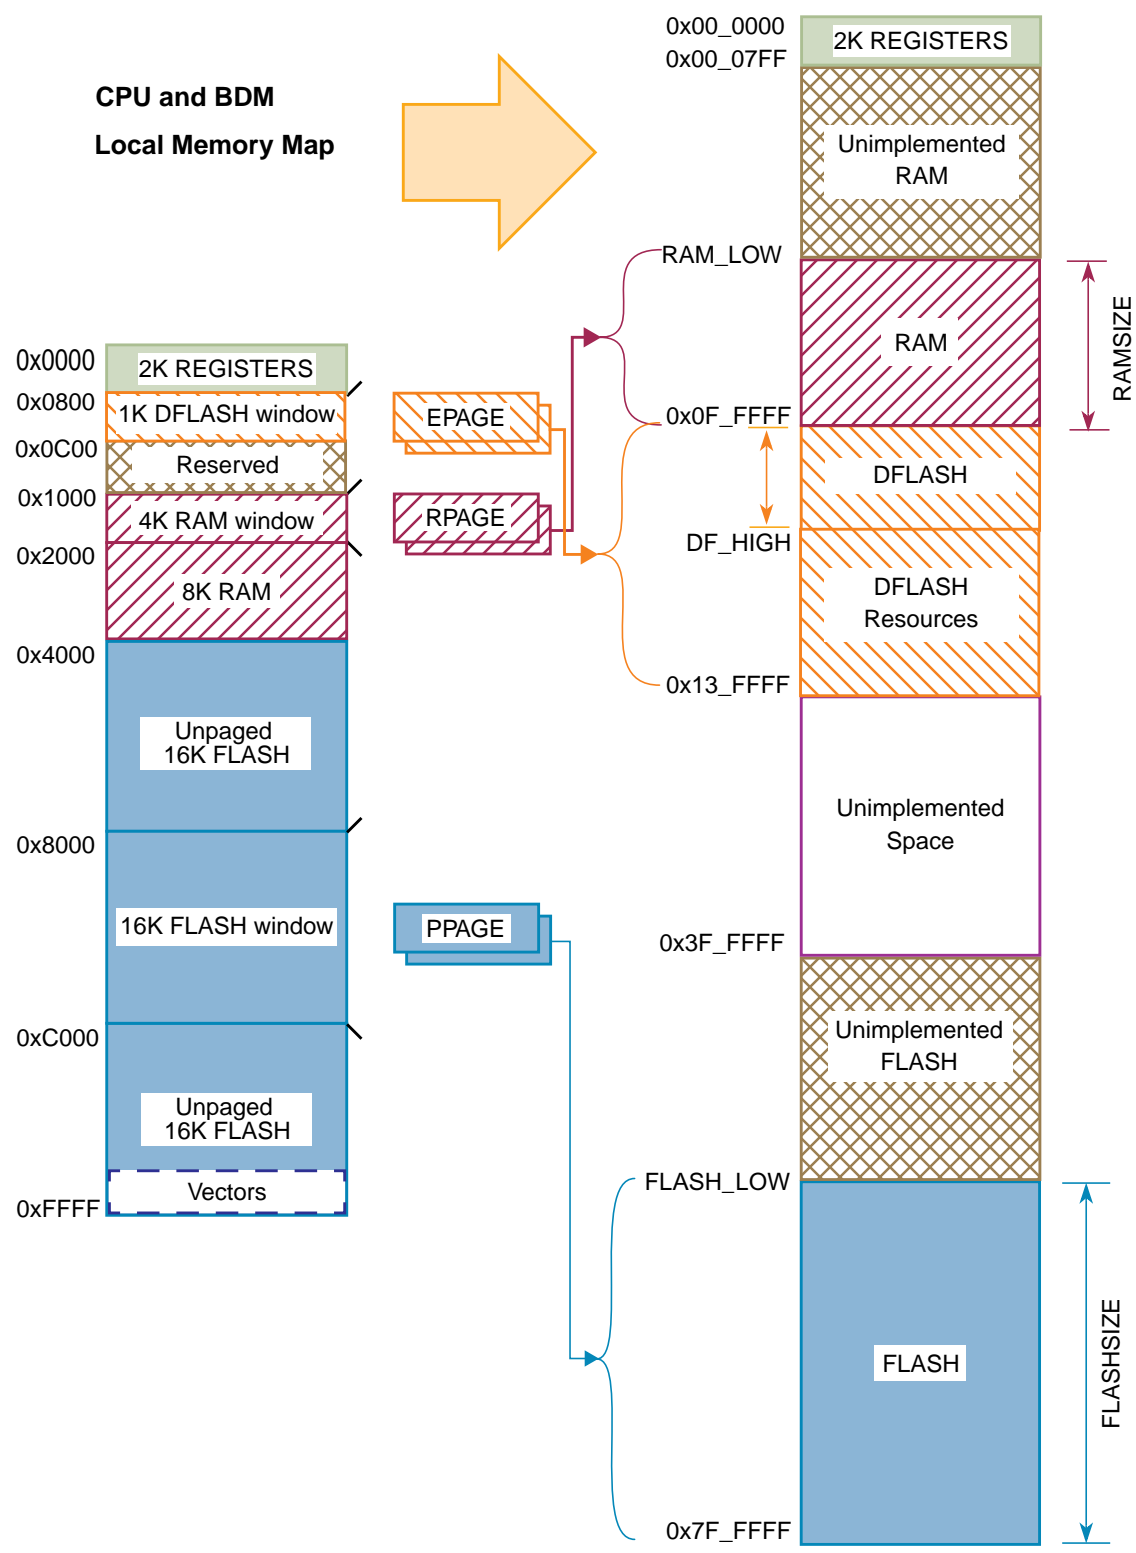 CPU and BDM
Local Memory Map
0x0000
2K REGISTERS
0x0800
1K DFLASH window
0x0C00
Reserved
0x1000
4K RAM window
0x2000
8K RAM
0x4000
Unpaged
16K FLASH
0x8000
16K FLASH window
0xC000
Unpaged
16K FLASH
Vectors
0xFFFF
EPAGE
RPAGE
PPAGE
0x00_0000
2K REGISTERS
0x00_07FF
Unimplemented
RAM
RAM_LOW
RAM
RAMSIZE
0x0F_FFFF
DFLASH
DF_HIGH
DFLASH
Resources
0x13_FFFF
Unimplemented
Space
0x3F_FFFF
Unimplemented
FLASH
FLASH_LOW
FLASH
FLASHSIZE
0x7F_FFFF